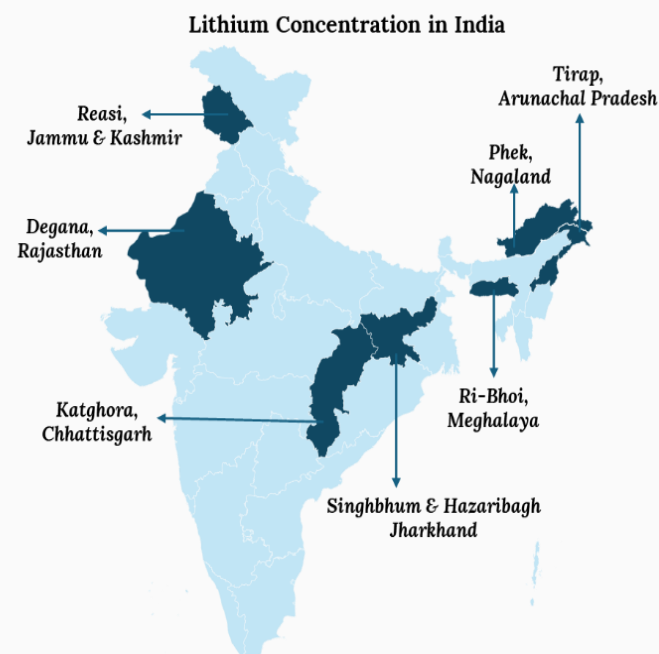 Lithium Concentration in India
Tirap,
Arunachal Pradesh
Reasi,
Jammu & Kashmir
Phek,
Nagaland
Degana,
Rajasthan
Ri-Bhoi,
Meghalaya
Katghora,
Chhattisgarh
Singhbhum & Hazaribagh
Jharkhand